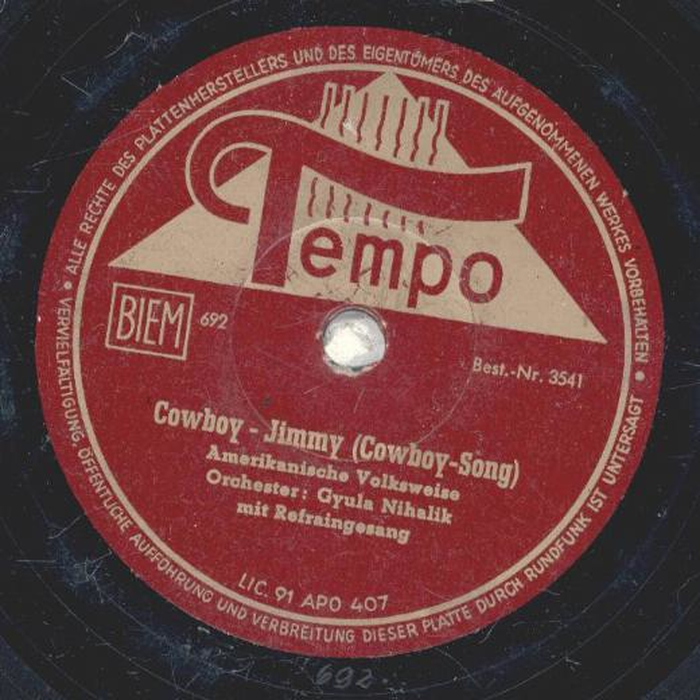 ALLE RECHTE DES PLATTENHERSTELLERS UND DES EIGENTÜMERS DES AUFGENOMMENEN WERKES VORBEHALTEN •
Tempo
BIEM 692
Best.-Nr. 3541
Cowboy - Jimmy (Cowboy-Song)
Amerikanische Volksweise
Orchester: Gyula Nihalik
mit Refraingesang
LIC. 91 APO 407
• VERVIELFÄLTIGUNG, ÖFFENTLICHE AUFFÜHRUNG UND VERBREITUNG DIESER PLATTE DURCH RUNDFUNK IST UNTERSAGT
692